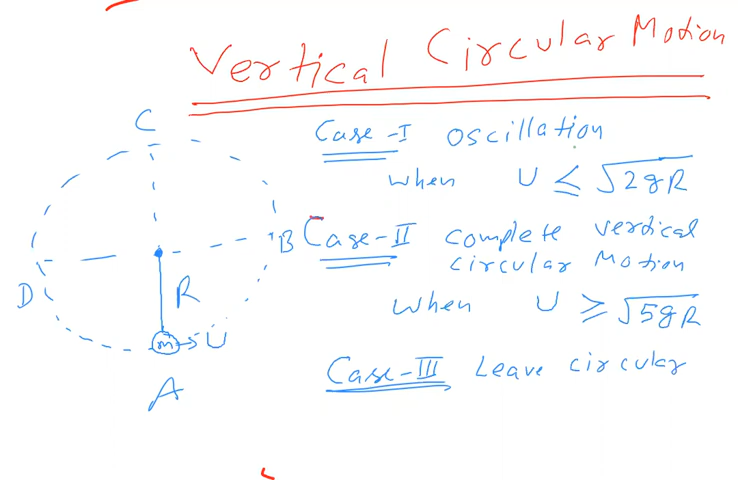 Vertical Circular Motion
C
Case-I Oscillation
when U ≤ √2gR
B
Case-II complete vertical
circular Motion
D
R
when U ≥ √5gR
m U
Case-III Leave circular
A